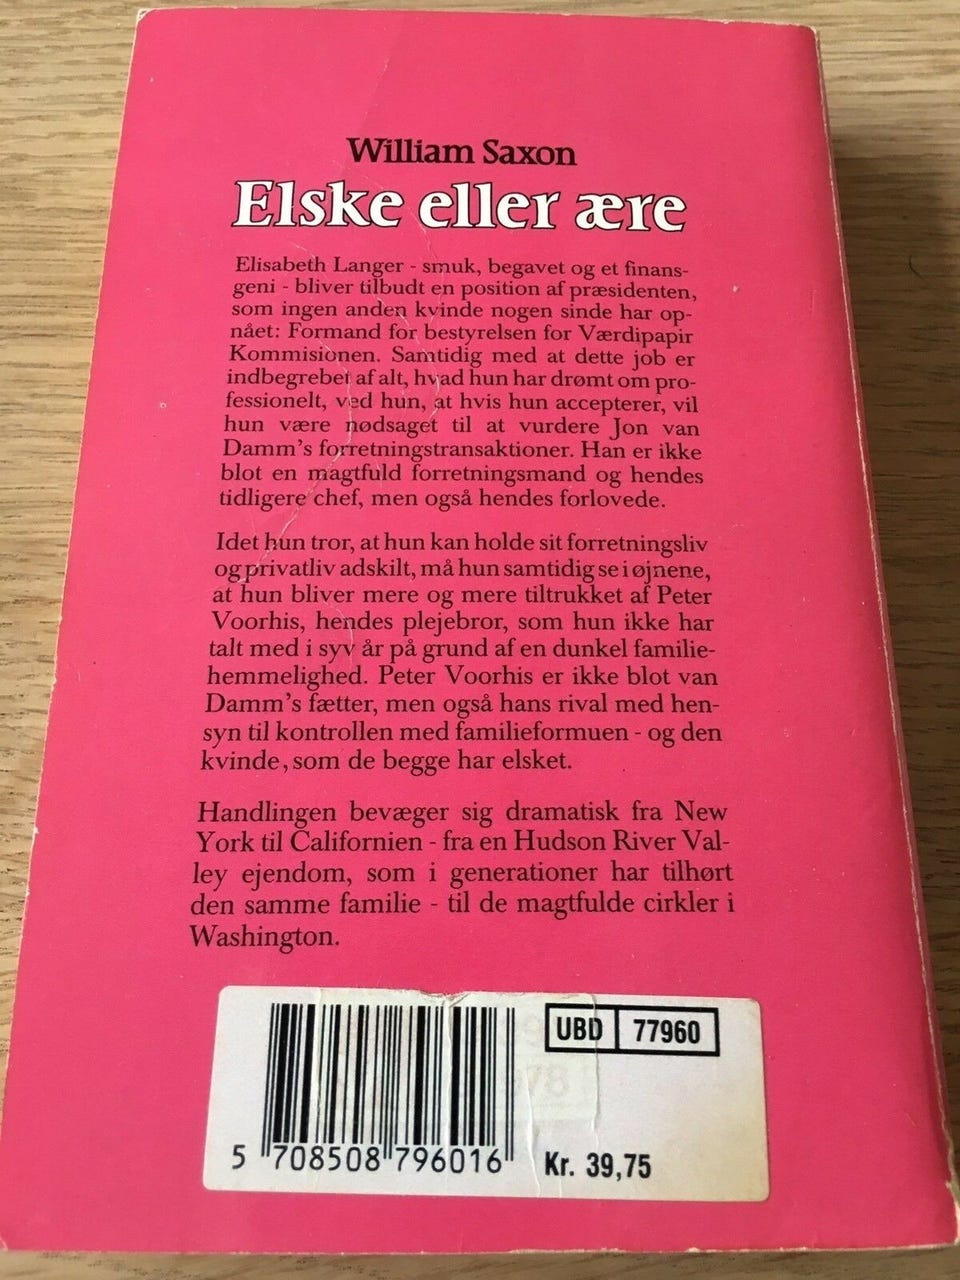 William Saxon
Elske eller ære
Elisabeth Langer - smuk, begavet og et finans-
geni - bliver tilbudt en position af præsidenten,
som ingen anden kvinde nogen sinde har op-
nået: Formand for bestyrelsen for Værdipapir
Kommisionen. Samtidig med at dette job er
indbegrebet af alt, hvad hun har drømt om pro-
fessionelt, ved hun, at hvis hun accepterer, vil
hun være nødsaget til at vurdere Jon van
Damm's forretningstransaktioner. Han er ikke
blot en magtfuld forretningsmand og hendes
tidligere chef, men også hendes forlovede.
Idet hun tror, at hun kan holde sit forretningsliv
og privatliv adskilt, må hun samtidig se i øjnene,
at hun bliver mere og mere tiltrukket af Peter
Voorhis, hendes plejebror, som hun ikke har
talt med i syv år på grund af en dunkel familie-
hemmelighed. Peter Voorhis er ikke blot van
Damm's fætter, men også hans rival med hen-
syn til kontrollen med familieformuen - og den
kvinde, som de begge har elsket.
Handlingen bevæger sig dramatisk fra New
York til Californien - fra en Hudson River Val-
ley ejendom, som i generationer har tilhørt
den samme familie - til de magtfulde cirkler i
Washington.
UBD 77960
5 708508 796016
Kr. 39,75